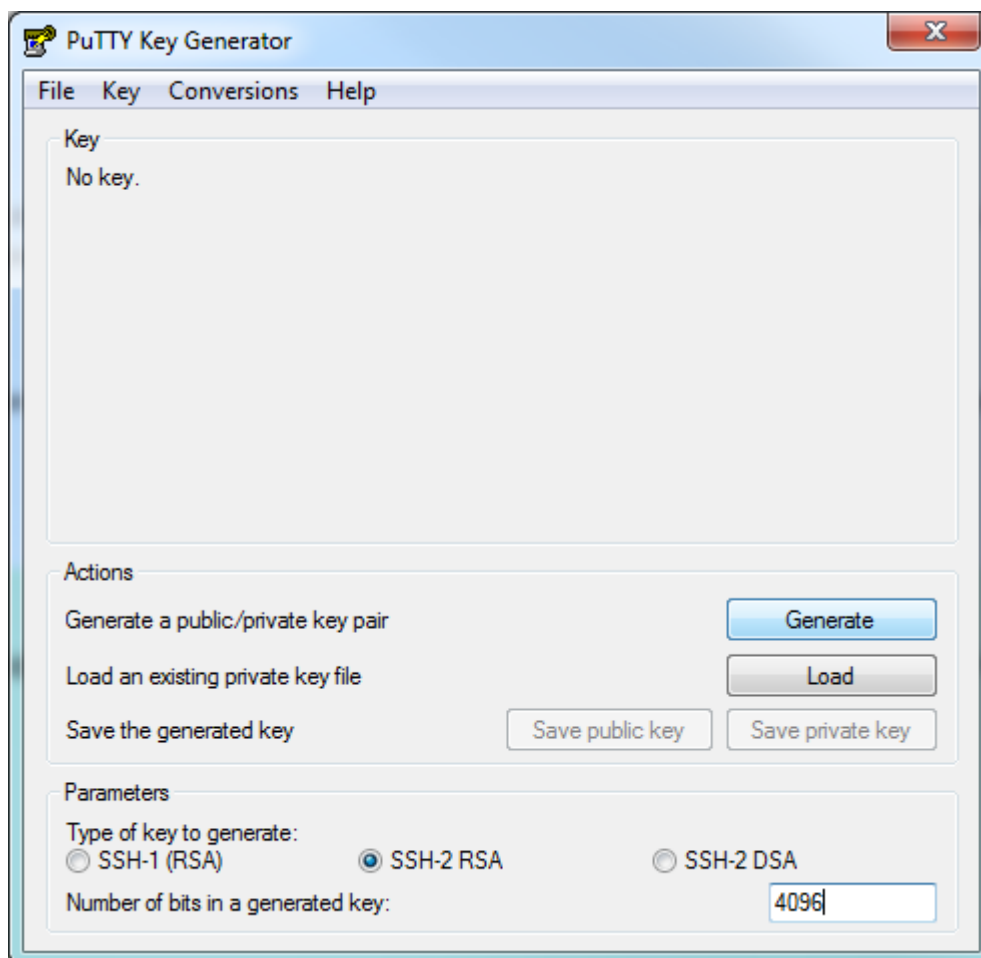 PuTTY Key Generator
File Key Conversions Help
Key
No key.
Actions
Generate a public/private key pair Generate
Load an existing private key file Load
Save the generated key Save public key Save private key
Parameters
Type of key to generate:
SSH-1 (RSA) SSH-2 RSA SSH-2 DSA
Number of bits in a generated key: 4096